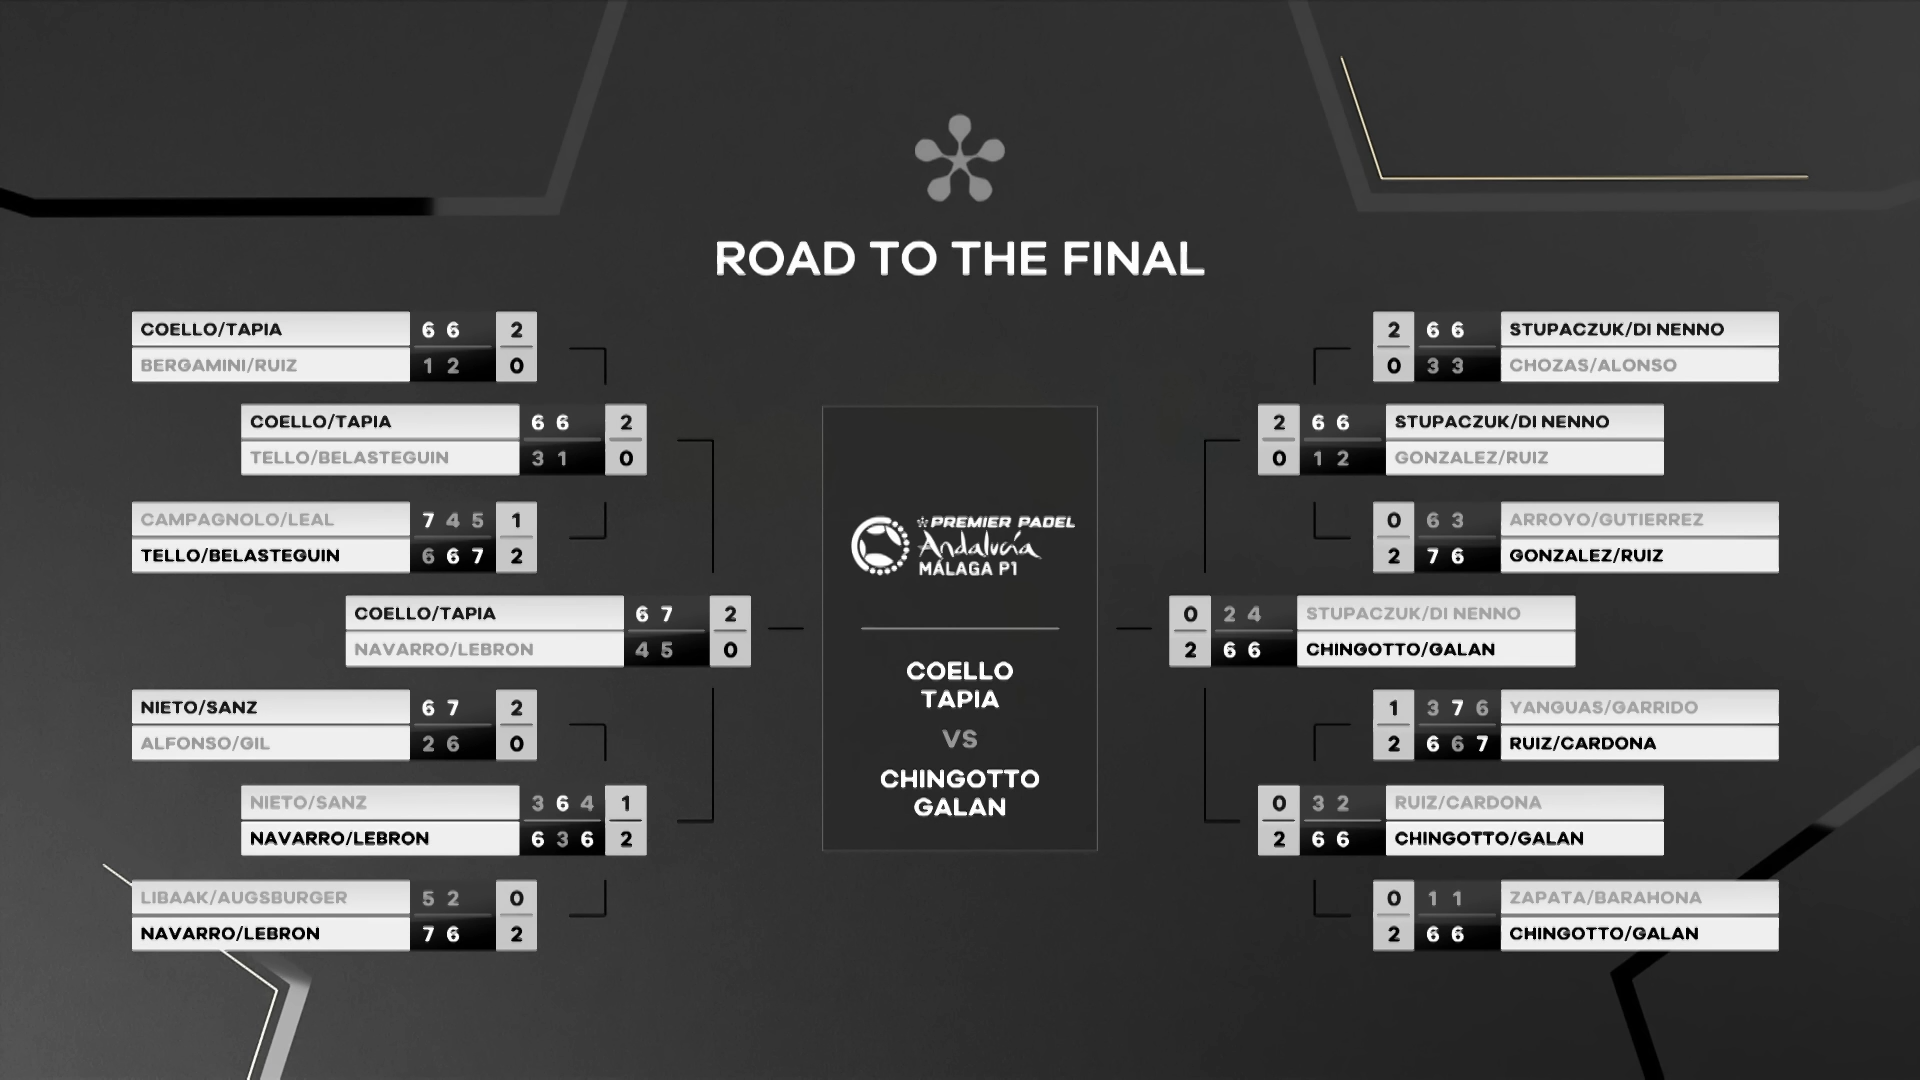 ROAD TO THE FINAL
COELLO/TAPIA 6 6 2
BERGAMINI/RUIZ 1 2 0
COELLO/TAPIA 6 6 2
TELLO/BELASTEGUIN 3 1 0
CAMPAGNOLO/LEAL 7 4 5 1
TELLO/BELASTEGUIN 6 6 7 2
COELLO/TAPIA 6 7 2
NAVARRO/LEBRON 4 5 0
NIETO/SANZ 6 7 2
ALFONSO/GIL 2 6 0
NIETO/SANZ 3 6 4 1
NAVARRO/LEBRON 6 3 6 2
LIBAAK/AUGSBURGER 5 2 0
NAVARRO/LEBRON 7 6 2
PREMIER PADEL
Andalucía
MÁLAGA P1
COELLO
TAPIA
VS
CHINGOTTO
GALAN
2 6 6 STUPACZUK/DI NENNO
0 3 3 CHOZAS/ALONSO
2 6 6 STUPACZUK/DI NENNO
0 1 2 GONZALEZ/RUIZ
0 6 3 ARROYO/GUTIERREZ
2 7 6 GONZALEZ/RUIZ
0 2 4 STUPACZUK/DI NENNO
2 6 6 CHINGOTTO/GALAN
1 3 7 6 YANGUAS/GARRIDO
2 6 6 7 RUIZ/CARDONA
0 3 2 RUIZ/CARDONA
2 6 6 CHINGOTTO/GALAN
0 1 1 ZAPATA/BARAHONA
2 6 6 CHINGOTTO/GALAN